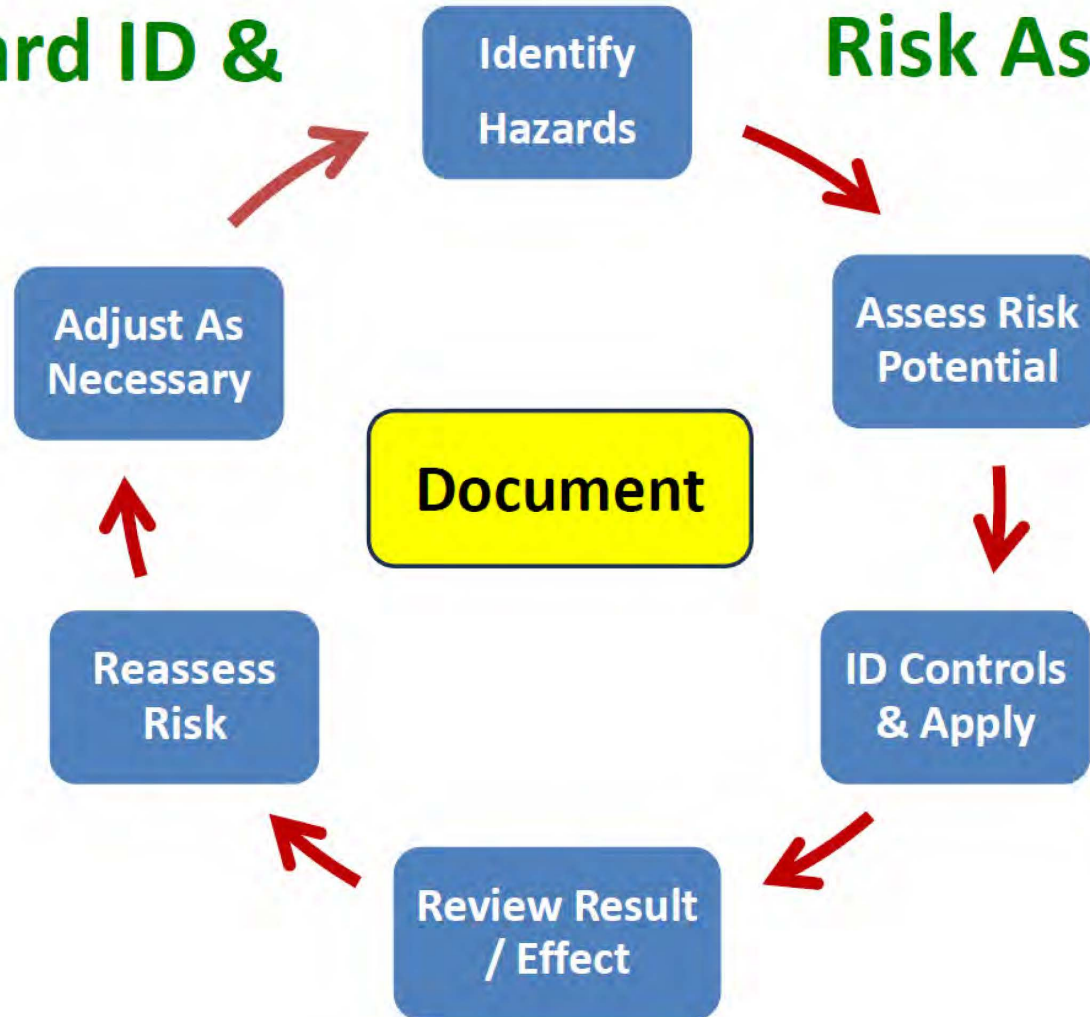 ard ID &
Risk As
Identify
Hazards
Assess Risk
Potential
ID Controls
& Apply
Review Result
/ Effect
Reassess
Risk
Adjust As
Necessary
Document